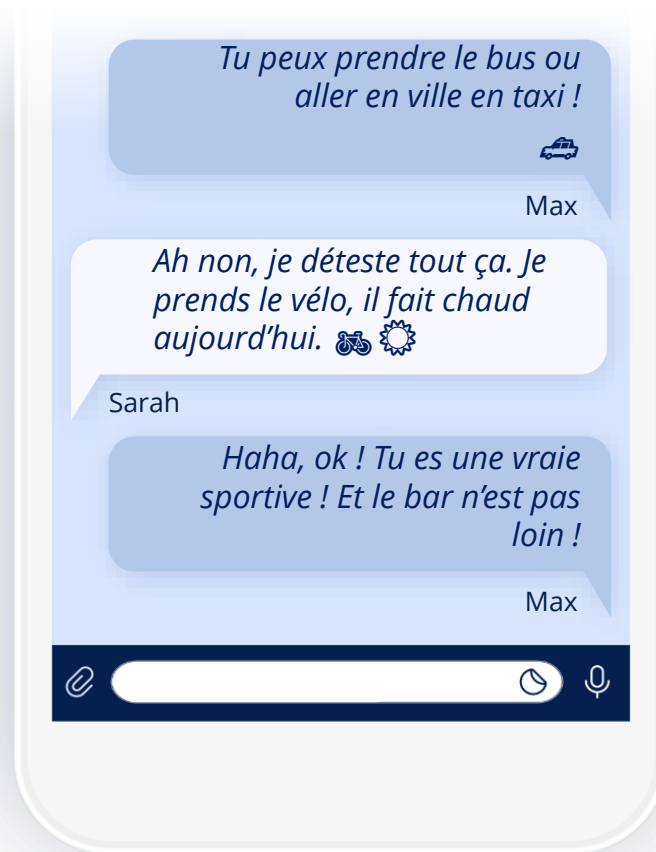 Tu peux prendre le bus ou
aller en ville en taxi !
Max
Ah non, je déteste tout ça. Je
prends le vélo, il fait chaud
aujourd’hui.
Sarah
Haha, ok ! Tu es une vraie
sportive ! Et le bar n’est pas
loin !
Max